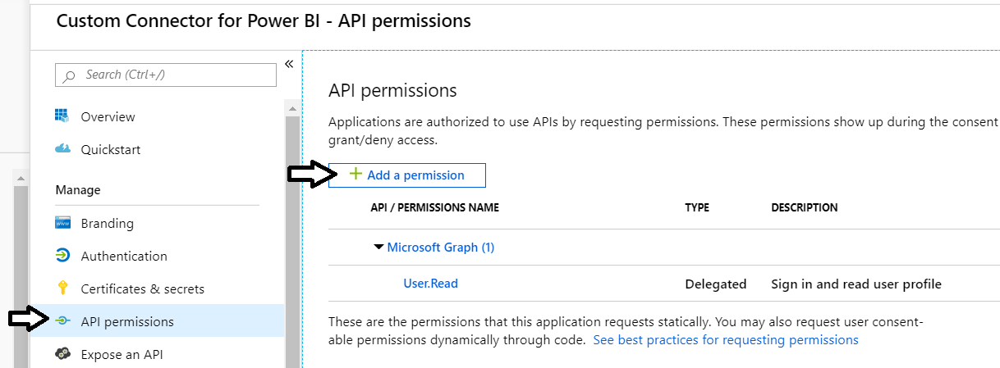 Custom Connector for Power BI - API permissions
«
Search (Ctrl+/)
Overview
Quickstart
Manage
Branding
Authentication
Certificates & secrets
API permissions
Expose an API
API permissions
Applications are authorized to use APIs by requesting permissions. These permissions show up during the consent
grant/deny access.
+ Add a permission
API / PERMISSIONS NAME TYPE DESCRIPTION
Microsoft Graph (1)
User.Read Delegated Sign in and read user profile
These are the permissions that this application requests statically. You may also request user consent-
able permissions dynamically through code. See best practices for requesting permissions